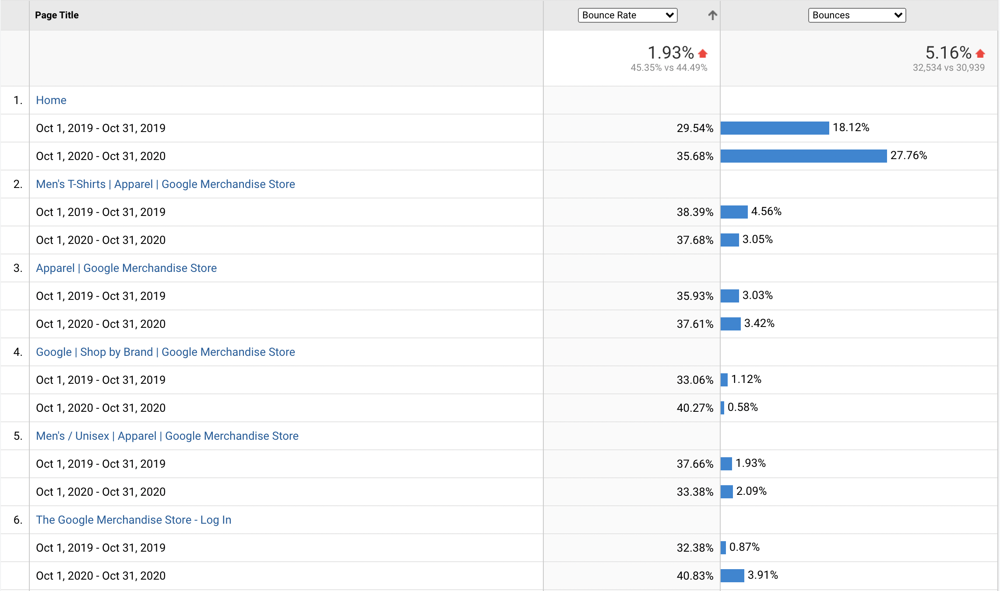 Page Title Bounce Rate Bounces
1.93% 5.16%
45.35% vs 44.49% 32,534 vs 30,939
1. Home
Oct 1, 2019 - Oct 31, 2019 29.54% 18.12%
Oct 1, 2020 - Oct 31, 2020 35.68% 27.76%
2. Men's T-Shirts | Apparel | Google Merchandise Store
Oct 1, 2019 - Oct 31, 2019 38.39% 4.56%
Oct 1, 2020 - Oct 31, 2020 37.68% 3.05%
3. Apparel | Google Merchandise Store
Oct 1, 2019 - Oct 31, 2019 35.93% 3.03%
Oct 1, 2020 - Oct 31, 2020 37.61% 3.42%
4. Google | Shop by Brand | Google Merchandise Store
Oct 1, 2019 - Oct 31, 2019 33.06% 1.12%
Oct 1, 2020 - Oct 31, 2020 40.27% 0.58%
5. Men's / Unisex | Apparel | Google Merchandise Store
Oct 1, 2019 - Oct 31, 2019 37.66% 1.93%
Oct 1, 2020 - Oct 31, 2020 33.38% 2.09%
6. The Google Merchandise Store - Log In
Oct 1, 2019 - Oct 31, 2019 32.38% 0.87%
Oct 1, 2020 - Oct 31, 2020 40.83% 3.91%